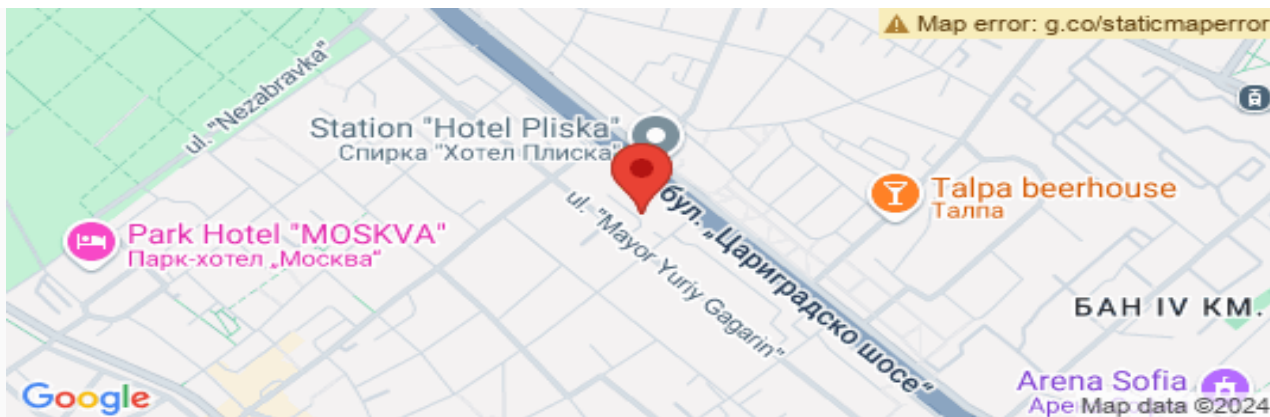 ⚠ Map error: g.co/staticmaperror
ul. "Nezabravka"
Station "Hotel Pliska"
Спирка "Хотел Плиска"
Talpa beerhouse
Талпа
бул. „Цариградско шосе“
ul. "Mayor Yuriy Gagarin"
Park Hotel "MOSKVA"
Парк-хотел „Москва“
БАН IV КМ.
Arena Sofia
Google
Map data ©2024